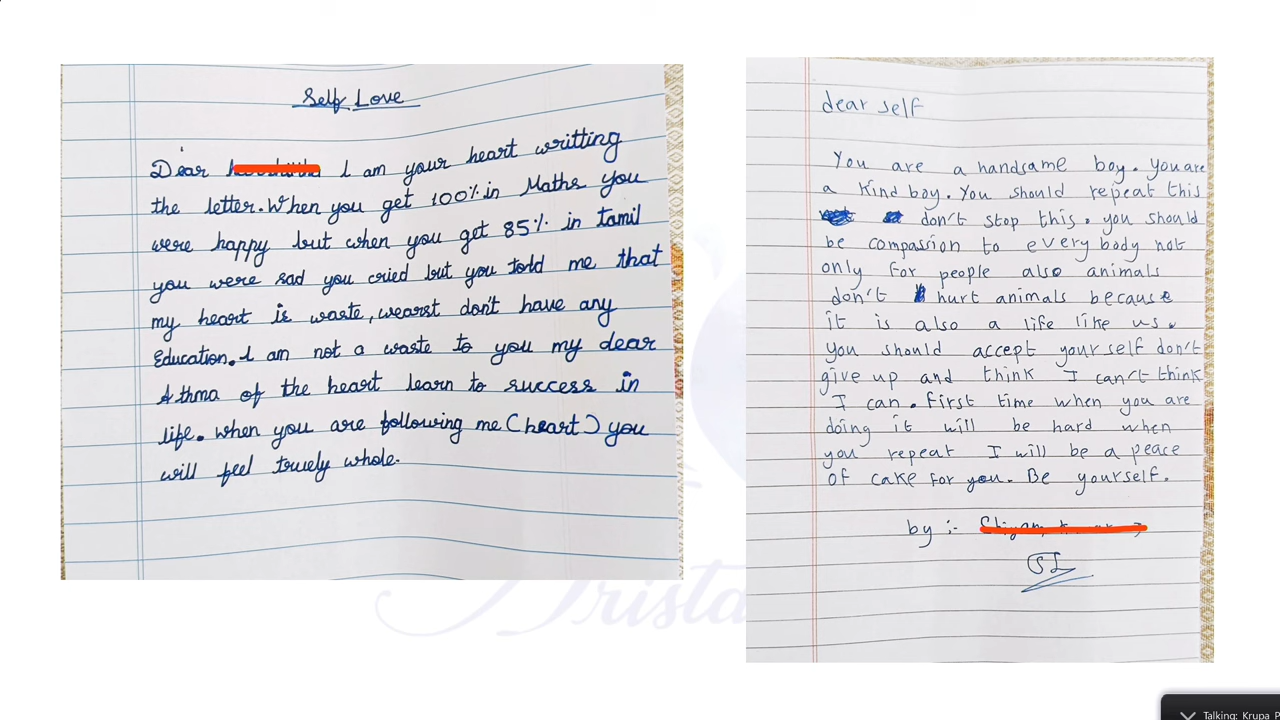 Self Love
Dear I am your heart writting
the letter. When you get 100% in Maths you
were happy but when you get 85% in tamil
you were sad you cried but you told me that
my heart is waste, wearst don't have any
Education. I am not a waste to you my dear
Athma of the heart learn to success in
life. When you are following me (heart) you
will feel truely whole.
dear self
You are a handsame boy. you are
a kind boy. You should repeat this
don't stop this. you should
be compassion to every body not
only for people also animals
don't hurt animals because
it is also a life like us.
you should accept yourself don't
give up and think I can't think
I can. First time when you are
doing it will be hard when
you repeat I will be a peace
of cake for you. Be yourself.
by :-
Talking: Krupa P